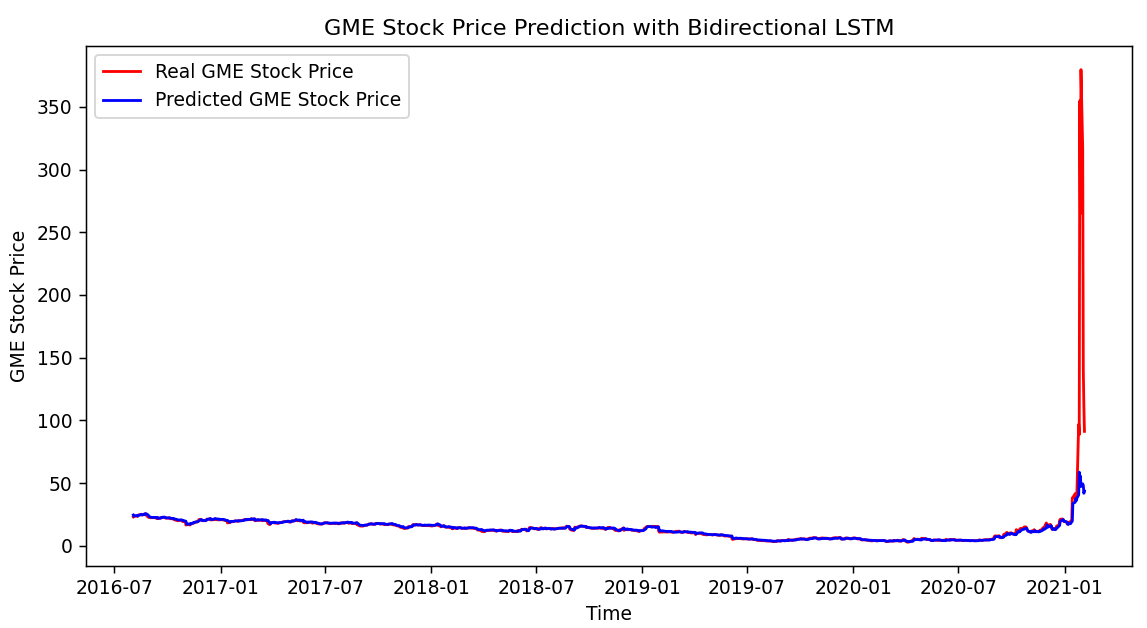 GME Stock Price Prediction with Bidirectional LSTM
Real GME Stock Price
Predicted GME Stock Price
GME Stock Price
350
300
250
200
150
100
50
0
2016-07 2017-01 2017-07 2018-01 2018-07 2019-01 2019-07 2020-01 2020-07 2021-01
Time